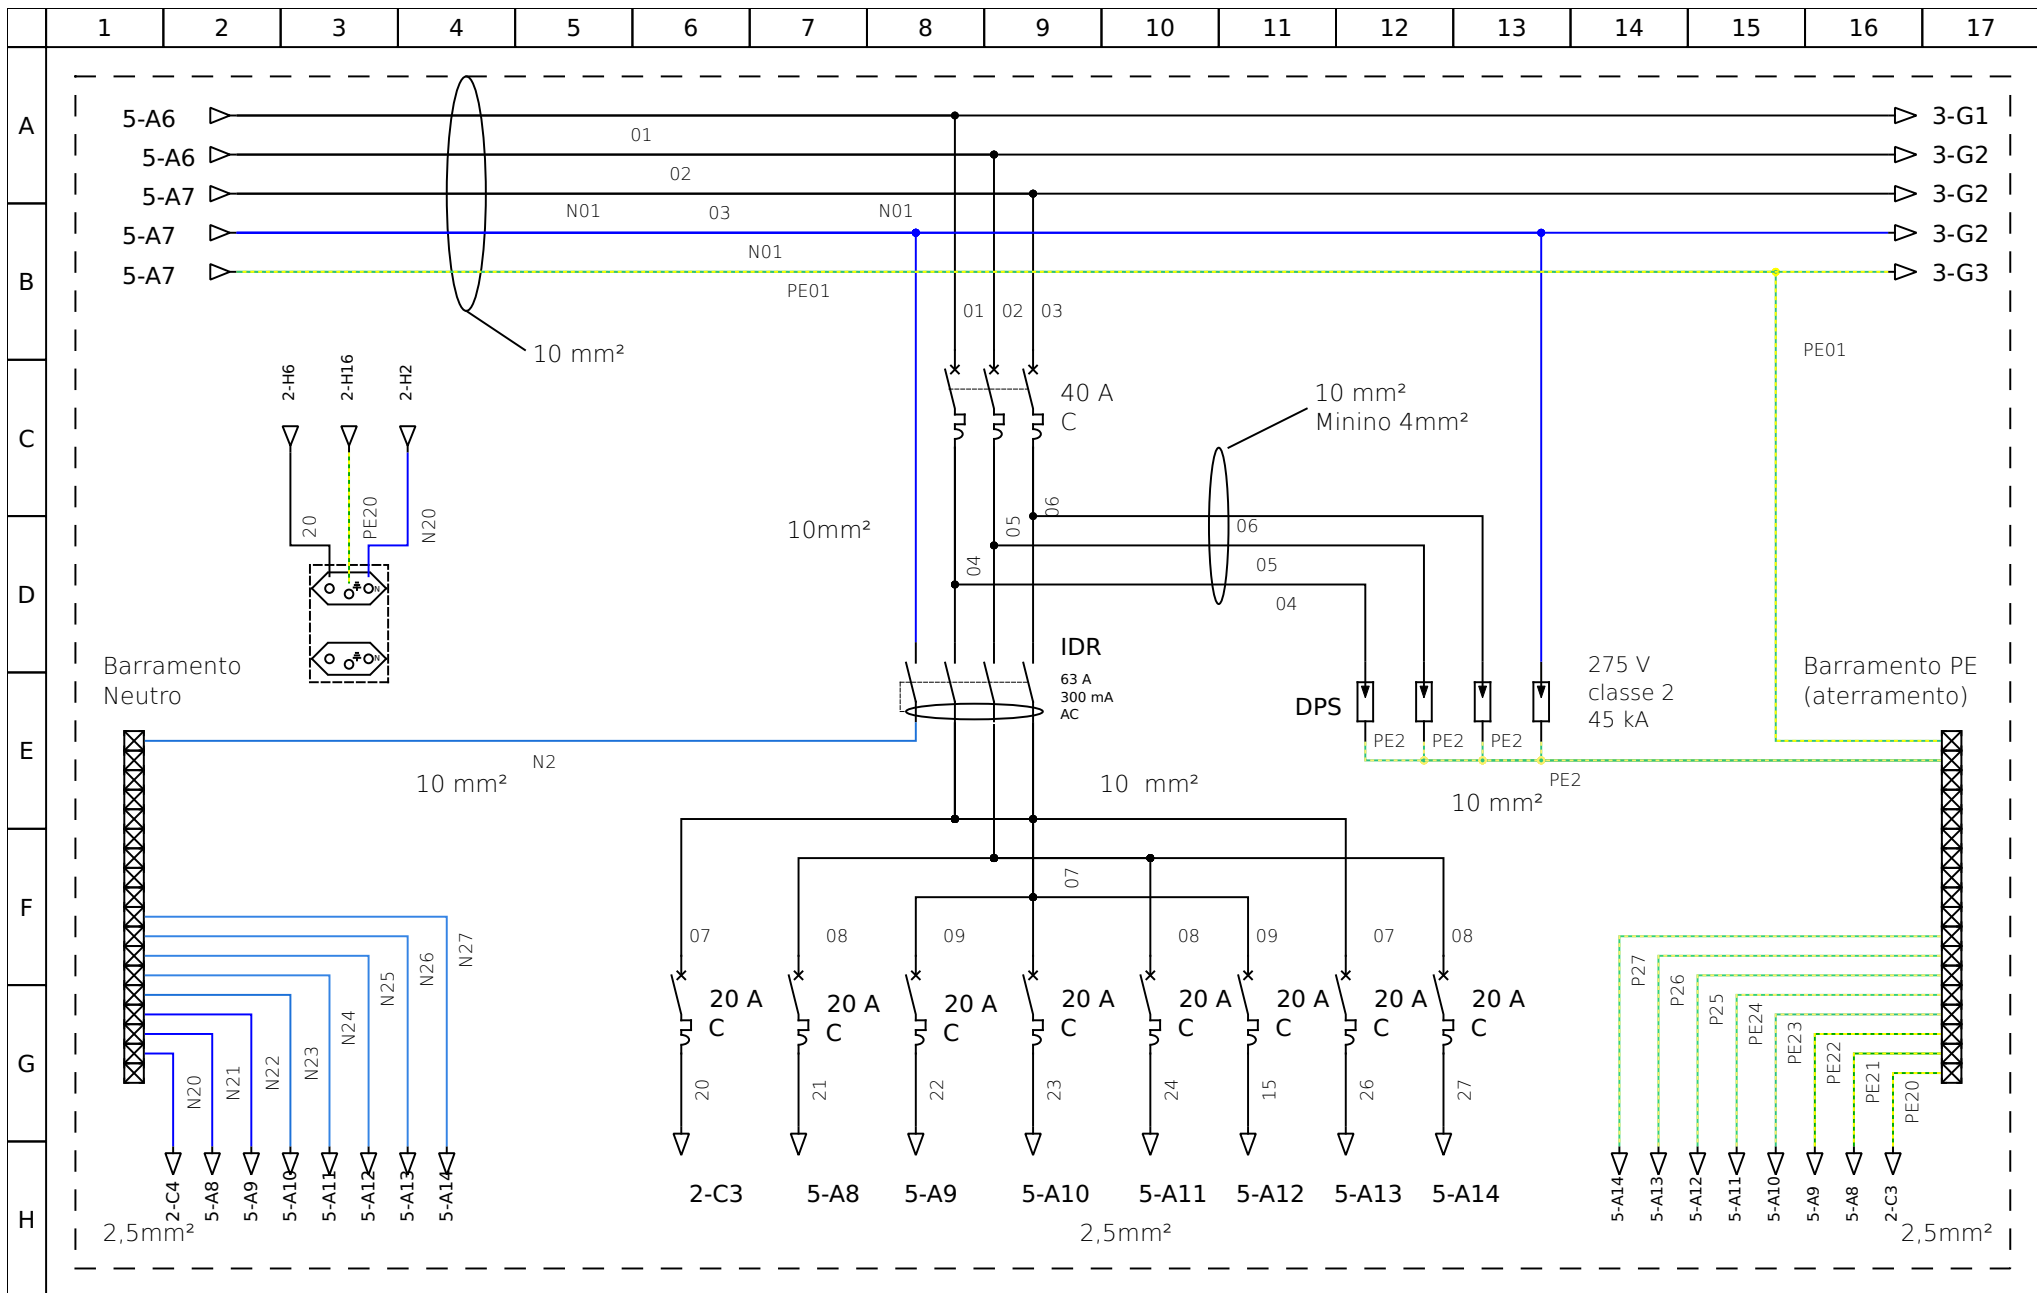 1 2 3 4 5 6 7 8 9 10 11 12 13 14 15 16 17
A
B
C
D
E
F
G
H
5-A6
3-G1
01
5-A6
3-G2
02
5-A7
3-G2
N01 03 N01
5-A7
3-G2
N01
5-A7
3-G3
PE01
01 02 03
10 mm²
PE01
2-H6
2-H16
2-H2
40 A
C
10 mm²
Minino 4mm²
20
PE20
N20
10mm²
04
05
06
06
05
04
N
N
Barramento
Neutro
IDR
63 A
300 mA
AC
DPS
275 V
classe 2
45 kA
Barramento PE
(aterramento)
PE2 PE2 PE2
N2
PE2
10 mm²
10 mm²
10 mm²
07
07 08 09 08 09 07 08
20 A
C
20 A
C
20 A
C
20 A
C
20 A
C
20 A
C
20 A
C
20 A
C
N20
N21
N22
N23
N24
N25
N26
N27
20
21
22
23
24
15
26
27
P27
P26
P25
PE24
PE23
PE22
PE21
PE20
2-C4
5-A8
5-A9
5-A10
5-A11
5-A12
5-A13
5-A14
2-C3 5-A8 5-A9 5-A10 5-A11 5-A12 5-A13 5-A14
5-A14
5-A13
5-A12
5-A11
5-A10
5-A9
5-A8
2-C3
2,5mm²
2,5mm²
2,5mm²